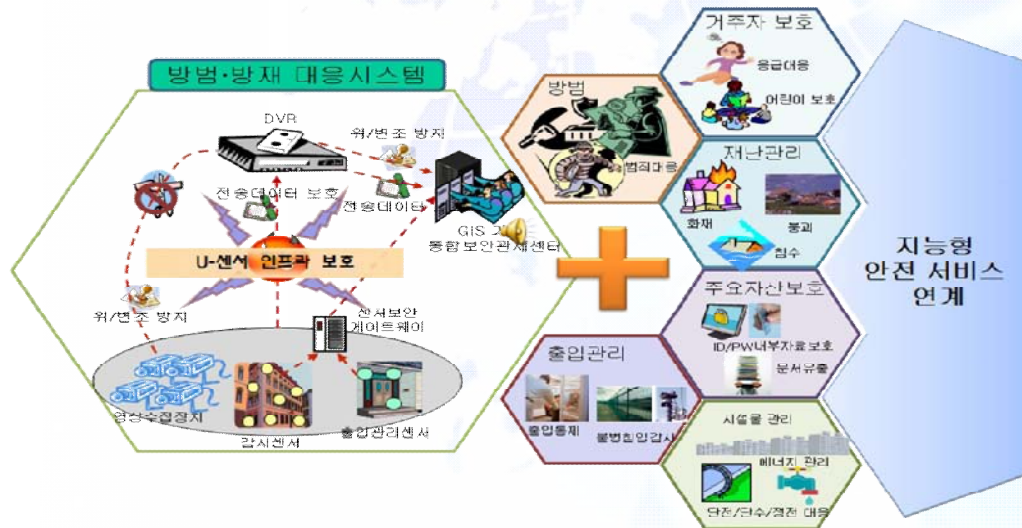 방범·방재 대응시스템
DVR
위/변조 방지
전송데이터 보호
전송데이터
GIS
통합보안관제센터
U-센서 인프라 보호
위/변조 방지
센서보안
게이트웨이
영상수집장치
감시센서
출입관리센서
방범
범죄대응
출입관리
출입통제
불법침입감시
거주자 보호
응급대응
어린이 보호
재난관리
화재
붕괴
침수
주요자산보호
ID/PW내부자료보호
문서유출
시설물 관리
에너지 관리
단전/단수/정전 대응
지능형
안전 서비스
연계